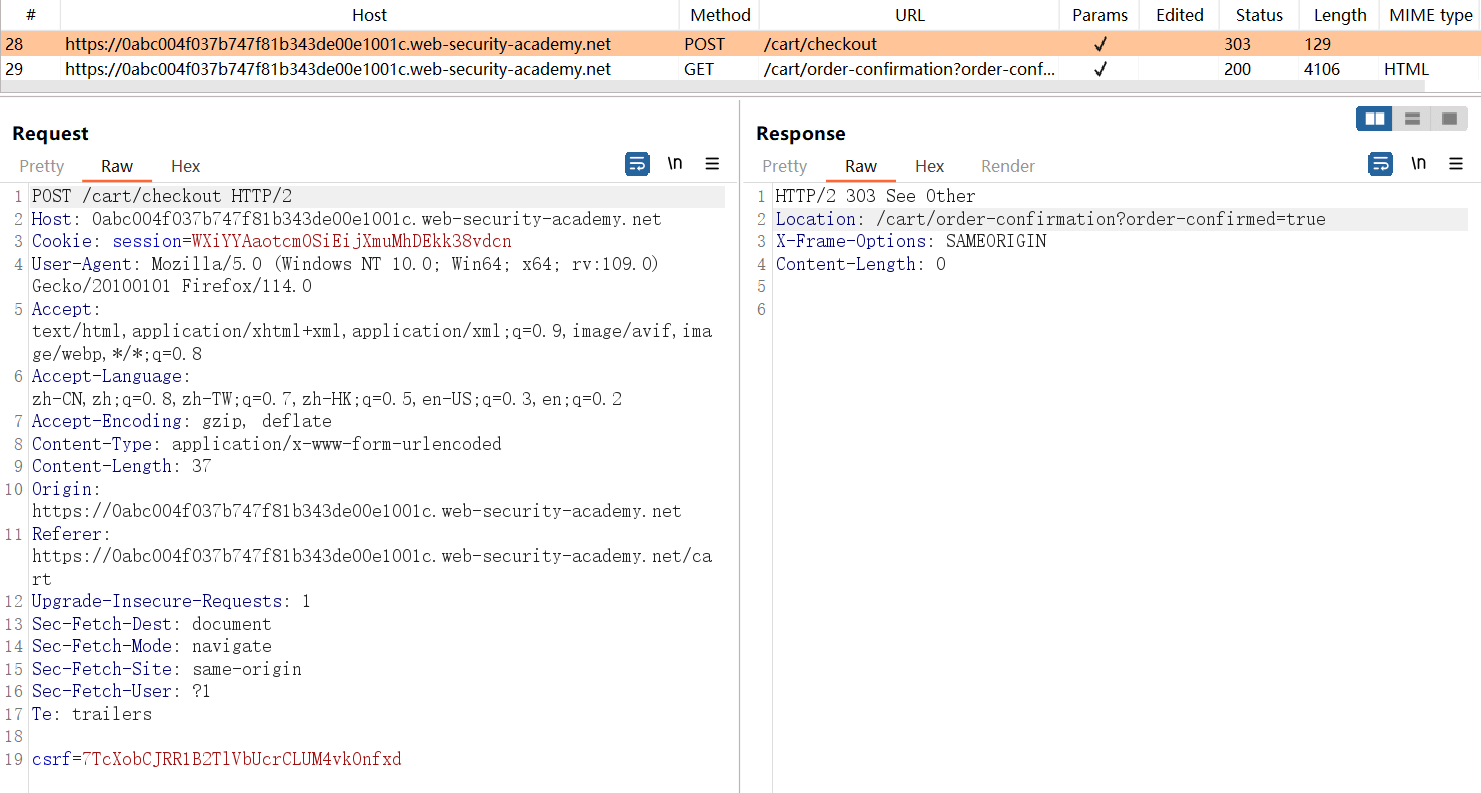 # Host Method URL Params Edited Status Length MIME type
28 https://0abc004f037b747f81b343de00e1001c.web-security-academy.net POST /cart/checkout ✓ 303 129
29 https://0abc004f037b747f81b343de00e1001c.web-security-academy.net GET /cart/order-confirmation?order-conf... ✓ 200 4106 HTML
Request
Pretty Raw Hex \n
1 POST /cart/checkout HTTP/2
2 Host: 0abc004f037b747f81b343de00e1001c.web-security-academy.net
3 Cookie: session=WXiYYAaotcmOSiEijXmuMhDEkk38vdcn
4 User-Agent: Mozilla/5.0 (Windows NT 10.0; Win64; x64; rv:109.0)
Gecko/20100101 Firefox/114.0
5 Accept:
text/html,application/xhtml+xml,application/xml;q=0.9,image/avif,ima
ge/webp,*/*;q=0.8
6 Accept-Language:
zh-CN,zh;q=0.8,zh-TW;q=0.7,zh-HK;q=0.5,en-US;q=0.3,en;q=0.2
7 Accept-Encoding: gzip, deflate
8 Content-Type: application/x-www-form-urlencoded
9 Content-Length: 37
10 Origin:
https://0abc004f037b747f81b343de00e1001c.web-security-academy.net
11 Referer:
https://0abc004f037b747f81b343de00e1001c.web-security-academy.net/ca
rt
12 Upgrade-Insecure-Requests: 1
13 Sec-Fetch-Dest: document
14 Sec-Fetch-Mode: navigate
15 Sec-Fetch-Site: same-origin
16 Sec-Fetch-User: ?1
17 Te: trailers
18
19 csrf=7TcXobCJRR1B2TlVbUcrCLUM4vkOnfxd
Response
Pretty Raw Hex Render \n
1 HTTP/2 303 See Other
2 Location: /cart/order-confirmation?order-confirmed=true
3 X-Frame-Options: SAMEORIGIN
4 Content-Length: 0
5
6